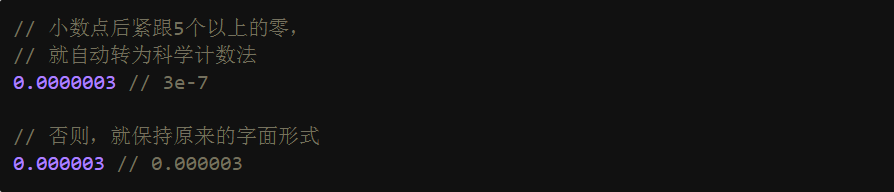 // 小数点后紧跟5个以上的零，
// 就自动转为科学计数法
0.0000003 // 3e-7
// 否则，就保持原来的字面形式
0.000003 // 0.000003